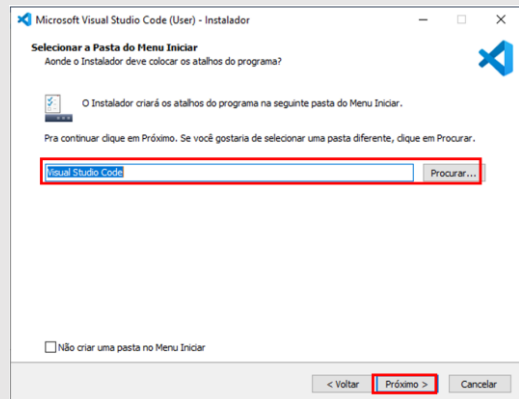 Microsoft Visual Studio Code (User) - Instalador
Selecionar a Pasta do Menu Iniciar
Aonde o Instalador deve colocar os atalhos do programa?
O Instalador criará os atalhos do programa na seguinte pasta do Menu Iniciar.
Pra continuar clique em Próximo. Se você gostaria de selecionar uma pasta diferente, clique em Procurar.
Visual Studio Code
Procurar...
Não criar uma pasta no Menu Iniciar
< Voltar
Próximo >
Cancelar